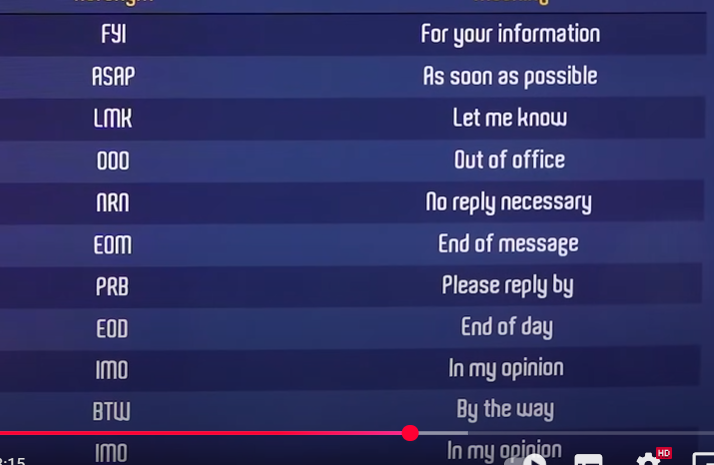 FYI For your information
ASAP As soon as possible
LMK Let me know
OOO Out of office
NRN No reply necessary
EOM End of message
PRB Please reply by
EOD End of day
IMO In my opinion
BTW By the way
IMO In my opinion
:15
HD